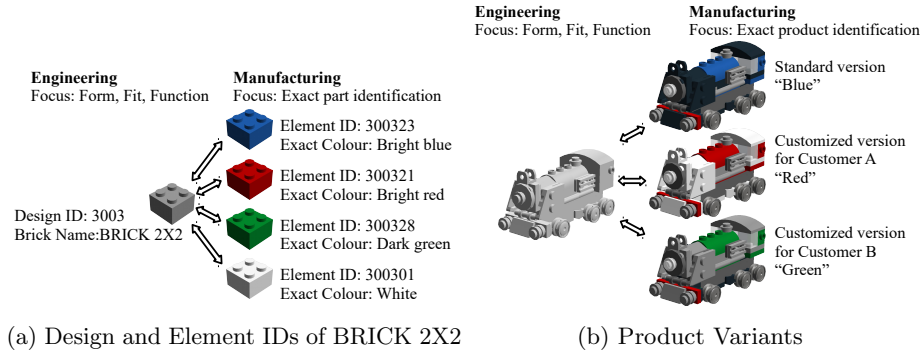 Engineering
Focus: Form, Fit, Function
Manufacturing
Focus: Exact part identification
Design ID: 3003
Brick Name:BRICK 2X2
Element ID: 300323
Exact Colour: Bright blue
Element ID: 300321
Exact Colour: Bright red
Element ID: 300328
Exact Colour: Dark green
Element ID: 300301
Exact Colour: White
(a) Design and Element IDs of BRICK 2X2
Engineering
Focus: Form, Fit, Function
Manufacturing
Focus: Exact product identification
Standard version
“Blue”
Customized version
for Customer A
“Red”
Customized version
for Customer B
“Green”
(b) Product Variants